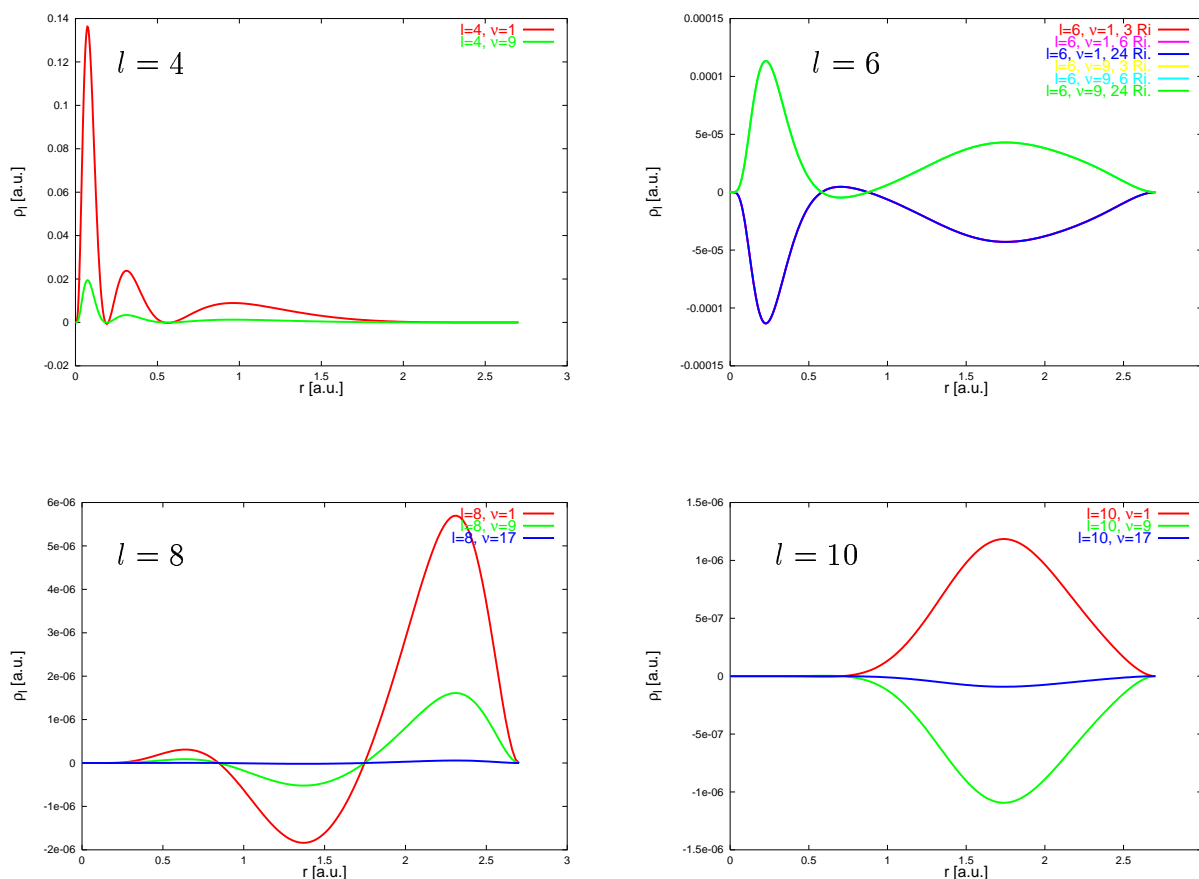 0.14
0.12
0.1
0.08
0.06
0.04
0.02
0
-0.02
0
0.5
1
1.5
2
2.5
3
ρl [a.u.]
r [a.u.]
l = 4
l=4, ν=1
l=4, ν=9
0.00015
0.0001
5e-05
0
-5e-05
-0.0001
-0.00015
0
0.5
1
1.5
2
2.5
ρl [a.u.]
r [a.u.]
l = 6
l=6, ν=1, 3 Ri.
l=6, ν=1, 6 Ri.
l=6, ν=1, 24 Ri.
l=6, ν=9, 3 Ri.
l=6, ν=9, 6 Ri.
l=6, ν=9, 24 Ri.
6e-06
5e-06
4e-06
3e-06
2e-06
1e-06
0
-1e-06
-2e-06
0
0.5
1
1.5
2
2.5
3
ρl [a.u.]
r [a.u.]
l = 8
l=8, ν=1
l=8, ν=9
l=8, ν=17
1.5e-06
1e-06
5e-07
0
-5e-07
-1e-06
-1.5e-06
0
0.5
1
1.5
2
2.5
ρl [a.u.]
r [a.u.]
l = 10
l=10, ν=1
l=10, ν=9
l=10, ν=17